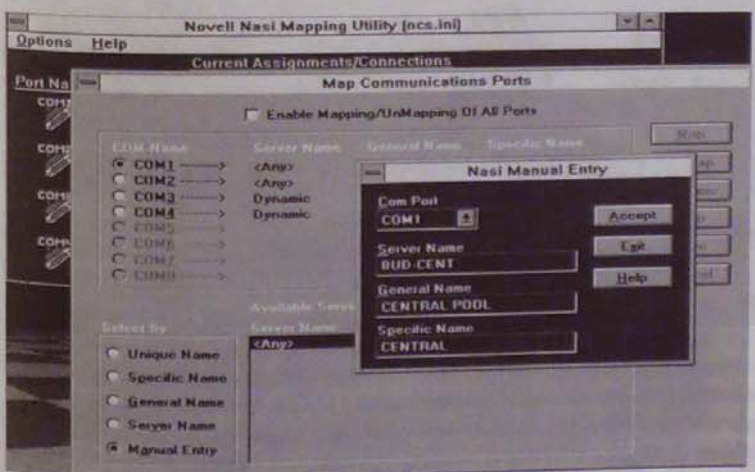 Novell Nasi Mapping Utility (ncs.ini)
Options Help
Current Assignments/Connections
Port Na
Map Communications Ports
Enable Mapping/UnMapping Of All Ports
COM Name Server Name General Name Specific Name
COM1 --------> <Any>
COM2 --------> <Any>
COM3 --------> Dynamic
COM4 --------> Dynamic
COM5 -------->
COM6 -------->
COM7 -------->
COM8 -------->
Nasi Manual Entry
Com Port
COM1
Accept
Server Name
Exit
BUD-CENT
Help
General Name
CENTRAL POOL
Specific Name
CENTRAL
Select By
Unique Name
Specific Name
General Name
Server Name
Manual Entry
Available Serve
Server Name
<Any>